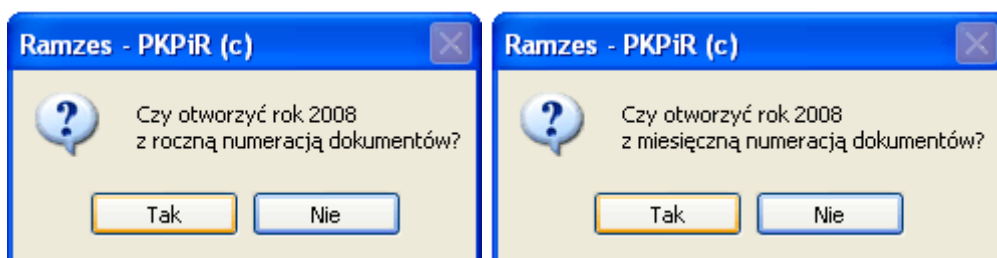 Ramzes - PKPiR (c)
Czy otworzyć rok 2008
z roczną numeracją dokumentów?
Tak
Nie
Ramzes - PKPiR (c)
Czy otworzyć rok 2008
z miesięczną numeracją dokumentów?
Tak
Nie